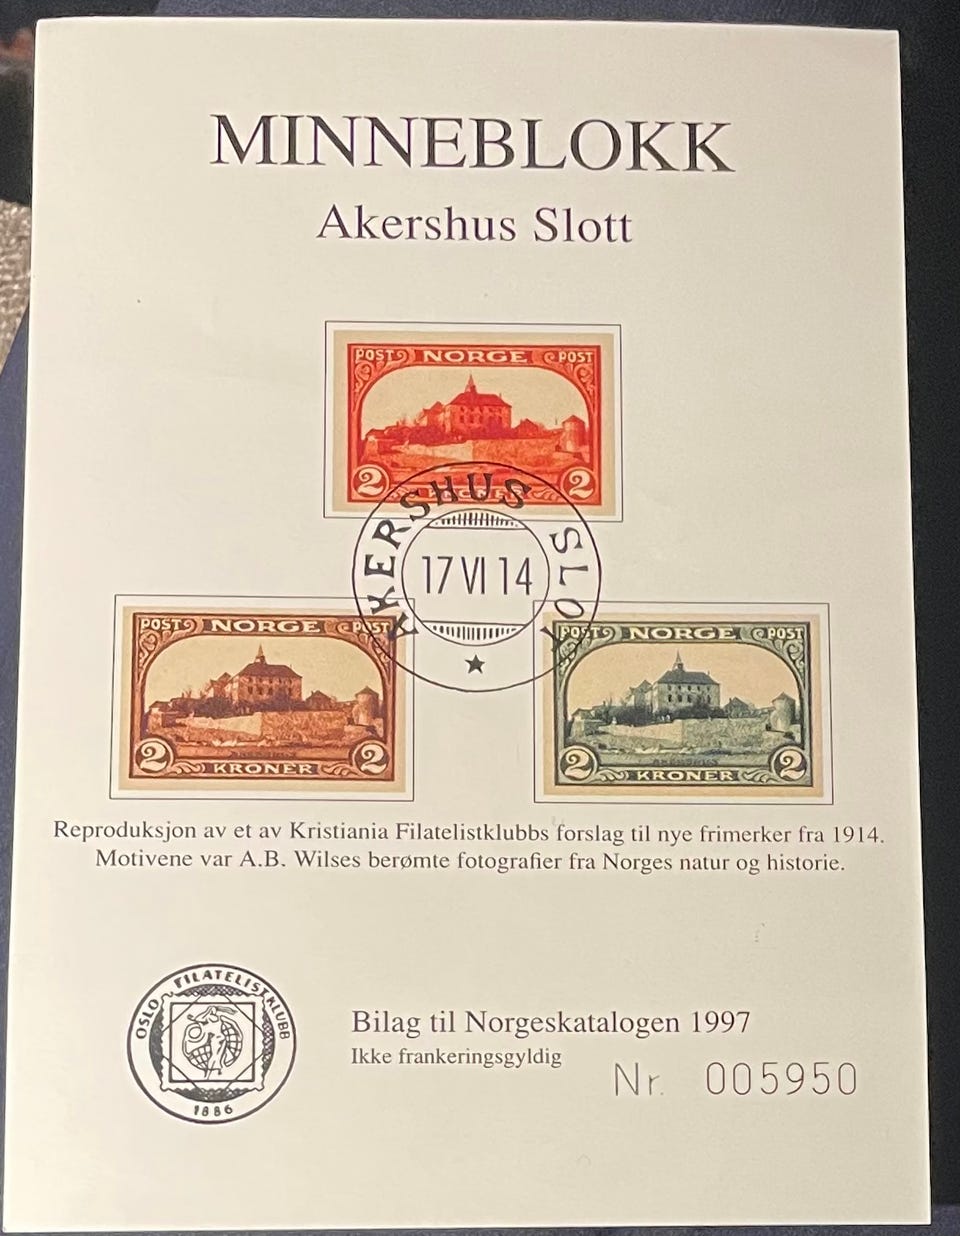 MINNEBLOKK
Akershus Slott
POST NORGE POST
2 KRONER 2
AKERSHUS SLOTT
17 VI 14
POST NORGE POST
2 KRONER 2
POST NORGE POST
AKERSHUS
2 KRONER 2
Reproduksjon av et av Kristiania Filatelistklubbs forslag til nye frimerker fra 1914.
Motivene var A.B. Wilses berømte fotografier fra Norges natur og historie.
OSLO FILATELISTKLUBB
1886
Bilag til Norgeskatalogen 1997
Ikke frankeringsgyldig
Nr. 005950